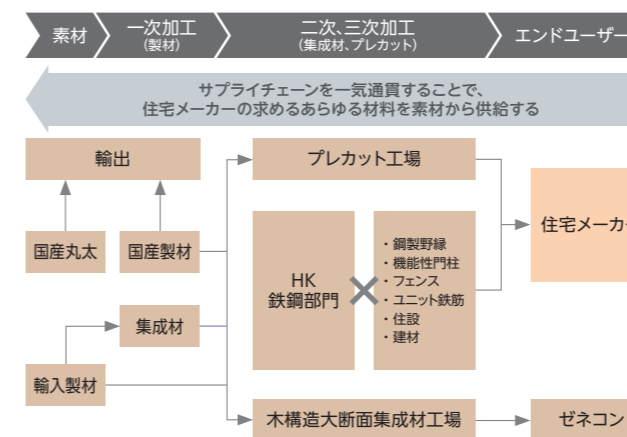 素材
一次加工
(製材)
二次、三次加工
(集成材、プレカット)
エンドユーザー
サプライチェーンを一気通貫することで、
住宅メーカーの求めるあらゆる材料を素材から供給する
輸出
プレカット工場
国産丸太
国産製材
HK
鉄鋼部門
・鋼製野縁
・機能性門柱
・フェンス
・ユニット鉄筋
・住設
・建材
住宅メーカー
集成材
輸入製材
木構造大断面集成材工場
ゼネコン